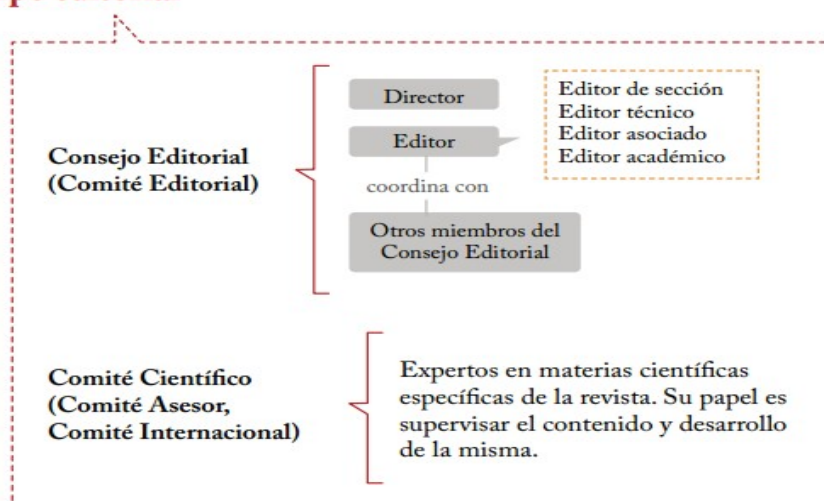 Consejo Editorial
(Comité Editorial)
Director
Editor
coordina con
Otros miembros del
Consejo Editorial
Editor de sección
Editor técnico
Editor asociado
Editor académico
Comité Científico
(Comité Asesor,
Comité Internacional)
Expertos en materias científicas
específicas de la revista. Su papel es
supervisar el contenido y desarrollo
de la misma.